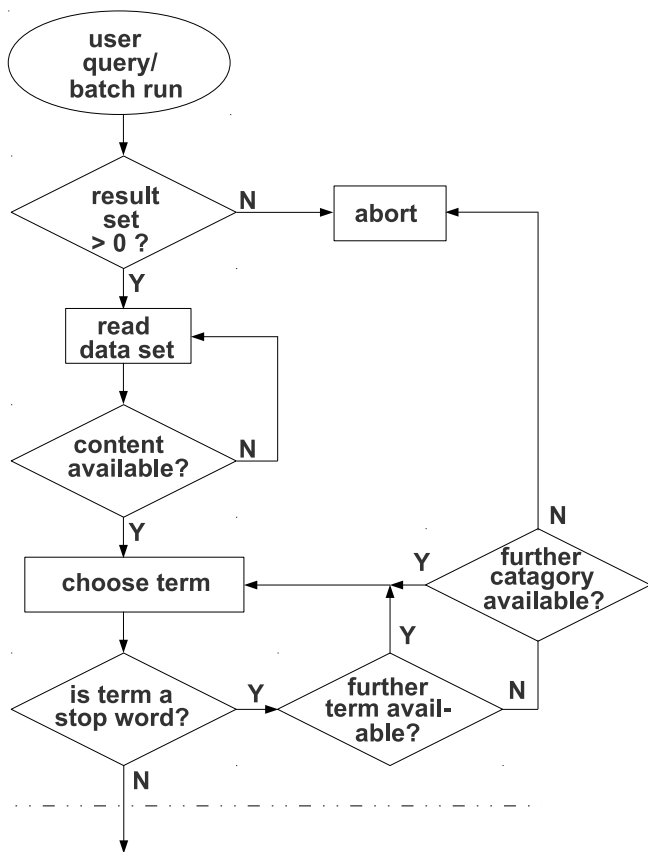 user
query/
batch run
result
set
> 0 ?
N
abort
Y
read
data set
content
available?
N
Y
choose term
Y
further
catagory
available?
N
is term a
stop word?
Y
further
term avail-
able?
Y
N
N